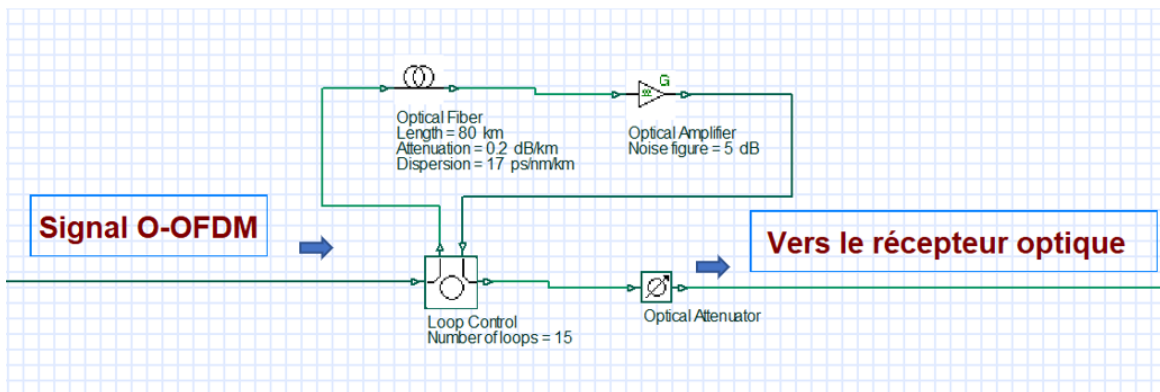 G
Optical Fiber
Length = 80 km
Attenuation = 0.2 dB/km
Dispersion = 17 ps/nm/km
Optical Amplifier
Noise figure = 5 dB
Signal O-OFDM
Vers le récepteur optique
Loop Control
Number of loops = 15
Optical Attenuator